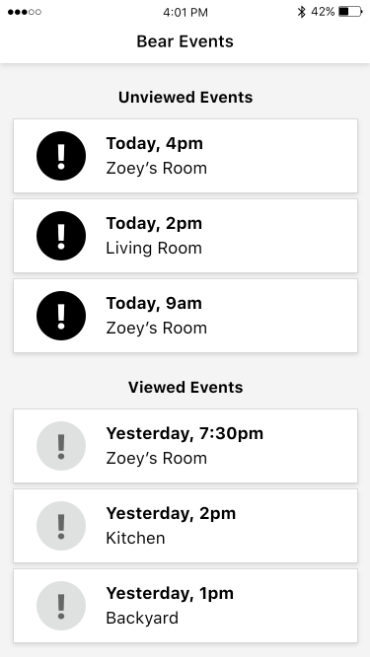 4:01 PM 42%
Bear Events
Unviewed Events
Today, 4pm
Zoey’s Room
Today, 2pm
Living Room
Today, 9am
Zoey’s Room
Viewed Events
Yesterday, 7:30pm
Zoey’s Room
Yesterday, 2pm
Kitchen
Yesterday, 1pm
Backyard